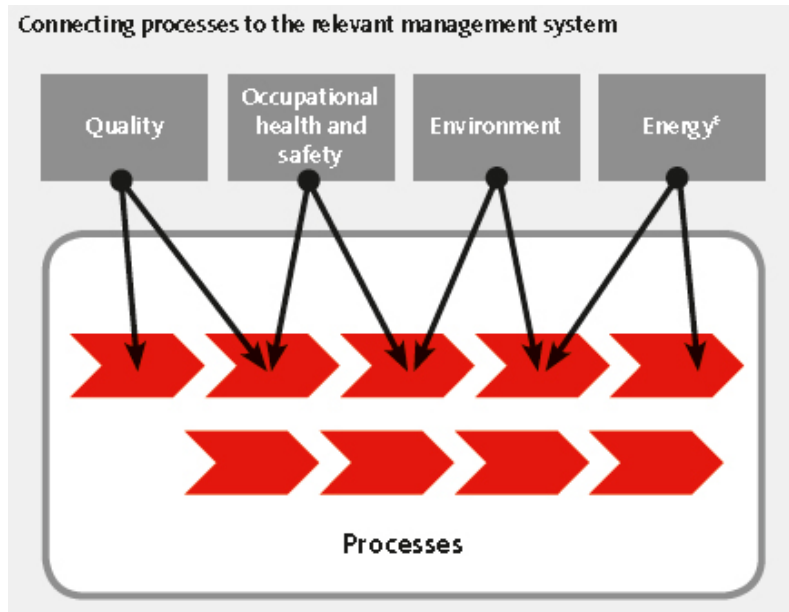 Connecting processes to the relevant management system
Quality
Occupational
health and
safety
Environment
Energy*
Processes